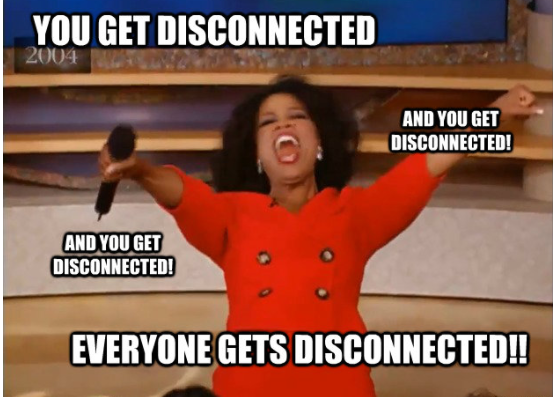 YOU GET DISCONNECTED
2004
AND YOU GET
DISCONNECTED!
AND YOU GET
DISCONNECTED!
EVERYONE GETS DISCONNECTED!!